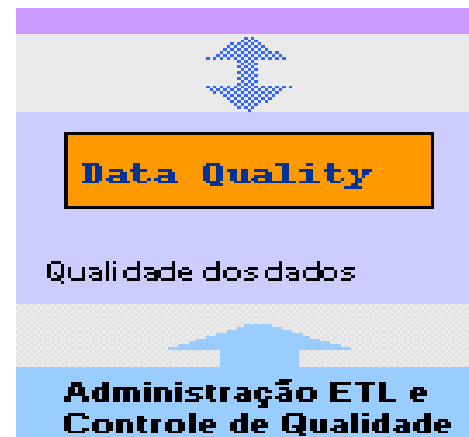 Data Quality
Qualidade dos dados
Administração ETL e
Controle de Qualidade